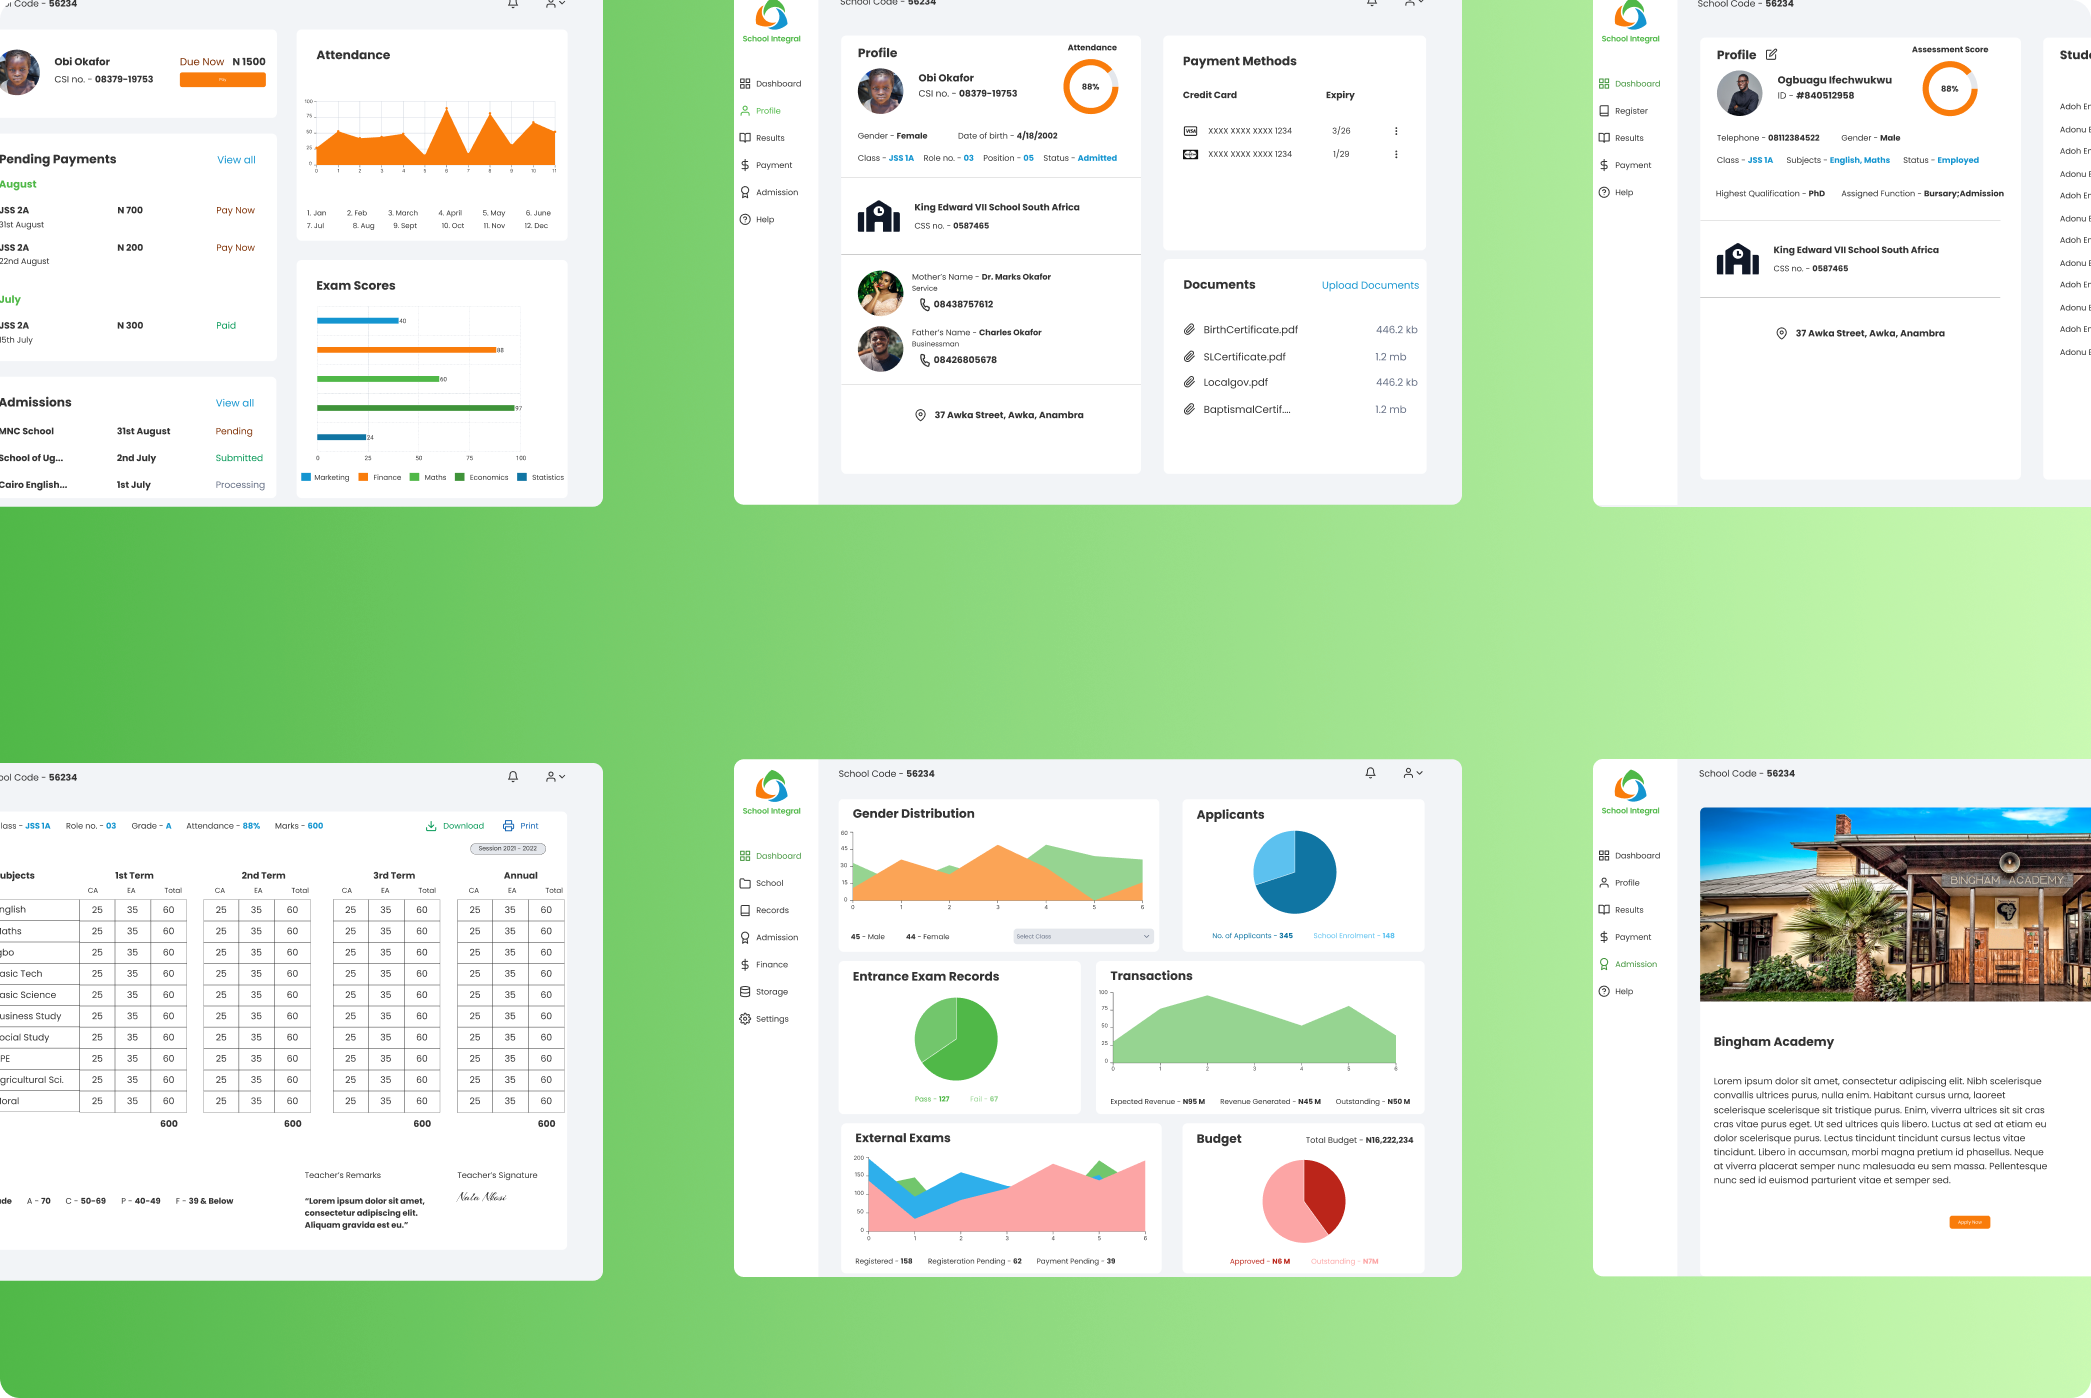 School Code - 56234
Obi Okafor
CSI no. - 08379-19753
Due Now N 1500
Attendance
100
75
50
25
0
0 1 2 3 4 5 6 7 8 9 10 11
1. Jan 2. Feb 3. March 4. April 5. May 6. June
7. Jul 8. Aug 9. Sept 10. Oct 11. Nov 12. Dec
Pending Payments View all
August
JSS 2A N 700 Pay Now
31st August
JSS 2A N 200 Pay Now
22nd August
July
JSS 2A N 300 Paid
15th July
Exam Scores
40
88
60
97
24
0 25 50 75 100
Marketing Finance Maths Economics Statistics
Admissions View all
MNC School 31st August Pending
School of Ug... 2nd July Submitted
Cairo English... 1st July Processing
School Integral
Dashboard
Profile
Results
Payment
Admission
Help
School Code - 56234
Profile
Obi Okafor
CSI no. - 08379-19753
Attendance
88%
Gender - Female Date of birth - 4/18/2002
Class - JSS 1A Role no. - 03 Position - 05 Status - Admitted
King Edward VII School South Africa
CSS no. - 0587465
Mother's Name - Dr. Marks Okafor
Service
08438757612
Father's Name - Charles Okafor
Businessman
08426805678
37 Awka Street, Awka, Anambra
Payment Methods
Credit Card Expiry
VISA XXXX XXXX XXXX 1234 3/26
XXXX XXXX XXXX 1234 1/29
Documents Upload Documents
BirthCertificate.pdf 446.2 kb
SLCertificate.pdf 1.2 mb
Localgov.pdf 446.2 kb
BaptismalCertif.... 1.2 mb
School Integral
Dashboard
Register
Results
Payment
Help
School Code - 56234
Profile
Ogbuagu Ifechwukwu
ID - #840512958
Assessment Score
88%
Telephone - 08112384522 Gender - Male
Class - JSS 1A Subjects - English, Maths Status - Employed
Highest Qualification - PhD Assigned Function - Bursary;Admission
King Edward VII School South Africa
CSS no. - 0587465
37 Awka Street, Awka, Anambra
Stude
Adoh Er
Adonu E
Adoh Er
Adonu E
Adoh Er
Adonu E
Adoh Er
Adonu E
Adoh Er
Adonu E
Adoh Er
Adonu E
ool Code - 56234
lass - JSS 1A Role no. - 03 Grade - A Attendance - 88% Marks - 600 Download Print
Session 2021 - 2022
ubjects 1st Term 2nd Term 3rd Term Annual
CA EA Total CA EA Total CA EA Total CA EA Total
nglish 25 35 60 25 35 60 25 35 60 25 35 60
aths 25 35 60 25 35 60 25 35 60 25 35 60
gbo 25 35 60 25 35 60 25 35 60 25 35 60
asic Tech 25 35 60 25 35 60 25 35 60 25 35 60
asic Science 25 35 60 25 35 60 25 35 60 25 35 60
usiness Study 25 35 60 25 35 60 25 35 60 25 35 60
ocial Study 25 35 60 25 35 60 25 35 60 25 35 60
PE 25 35 60 25 35 60 25 35 60 25 35 60
gricultural Sci. 25 35 60 25 35 60 25 35 60 25 35 60
oral 25 35 60 25 35 60 25 35 60 25 35 60
600 600 600 600
Teacher's Remarks Teacher's Signature
ade A - 70 C - 50-69 P - 40-49 F - 39 & Below
"Lorem ipsum dolor sit amet,
consectetur adipiscing elit.
Aliquam gravida est eu."
School Integral
Dashboard
School
Records
Admission
Finance
Storage
Settings
School Code - 56234
Gender Distribution
60
45
30
15
0
0 1 2 3 4 5 6
45 - Male 44 - Female Select Class
Applicants
No. of Applicants - 345 School Enrolment - 148
Entrance Exam Records
Pass - 127 Fail - 67
Transactions
100
75
50
25
0
0 1 2 3 4 5 6
Expected Revenue - N95 M Revenue Generated - N45 M Outstanding - N50 M
External Exams
200
150
100
50
0
0 1 2 3 4 5 6
Registered - 158 Registeration Pending - 62 Payment Pending - 39
Budget Total Budget - N16,222,234
Approved - N6 M Outstanding - N7M
School Integral
Dashboard
Profile
Results
Payment
Admission
Help
School Code - 56234
BINGHAM ACADEMY
Bingham Academy
Lorem ipsum dolor sit amet, consectetur adipiscing elit. Nibh scelerisque
convallis ultrices purus, nulla enim. Habitant cursus urna, laoreet
scelerisque scelerisque sit tristique purus. Enim, viverra ultrices sit sit cras
cras vitae purus eget. Ut sed ultrices quis libero. Luctus at sed at etiam eu
dolor scelerisque purus. Lectus tincidunt tincidunt cursus lectus vitae
tincidunt. Libero in accumsan, morbi magna pretium id phasellus. Neque
at viverra placerat semper nunc malesuada eu sem massa. Pellentesque
nunc sed id euismod parturient vitae et semper sed.
Apply Now